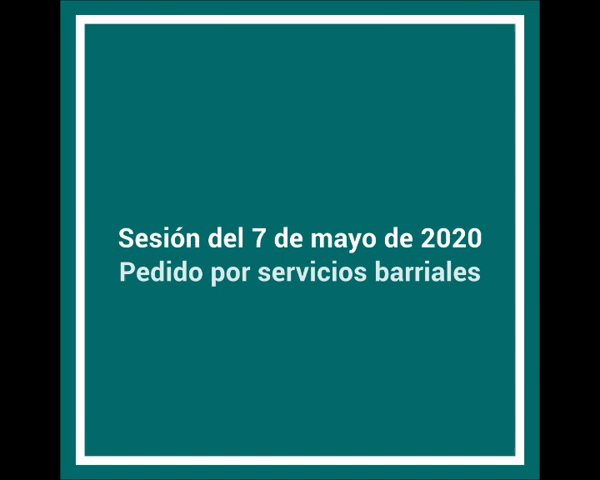 Sesión del 7 de mayo de 2020
Pedido por servicios barriales